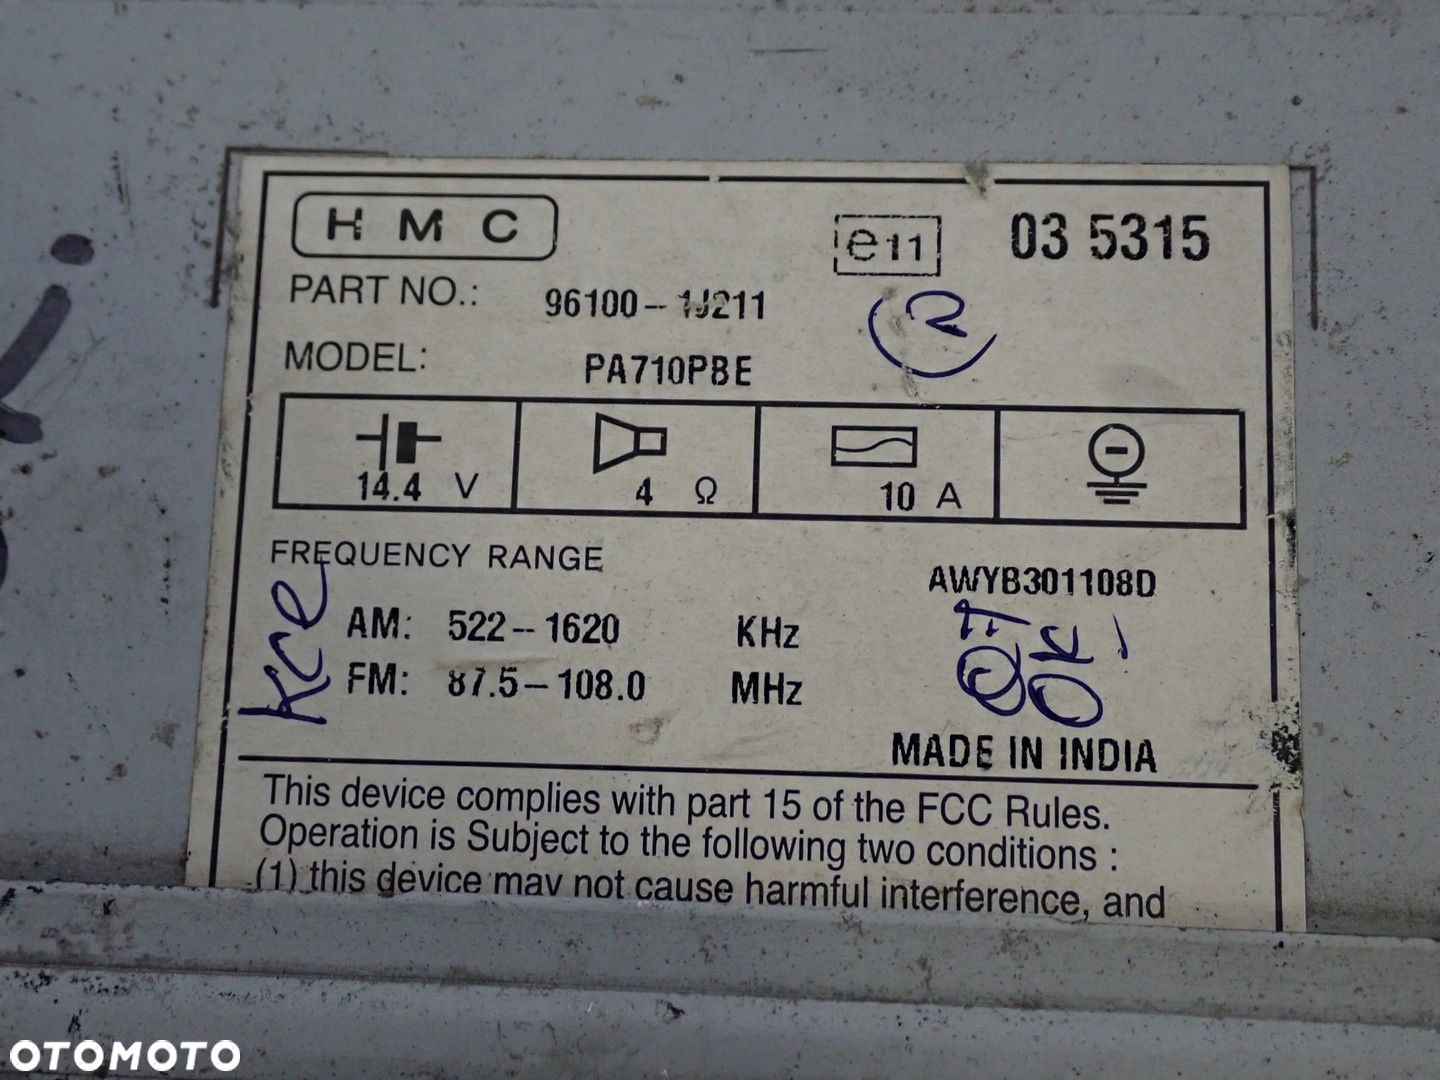 HMC
e11 03 5315
PART NO.: 96100-1J211
2
MODEL: PA710PBE
14.4 V 4 Ω 10 A
FREQUENCY RANGE
AWYB301108D
AM: 522-1620 KHz
FM: 87.5-108.0 MHz
kce
OK!
MADE IN INDIA
This device complies with part 15 of the FCC Rules.
Operation is Subject to the following two conditions :
(1) this device may not cause harmful interference, and
OTOMOTO